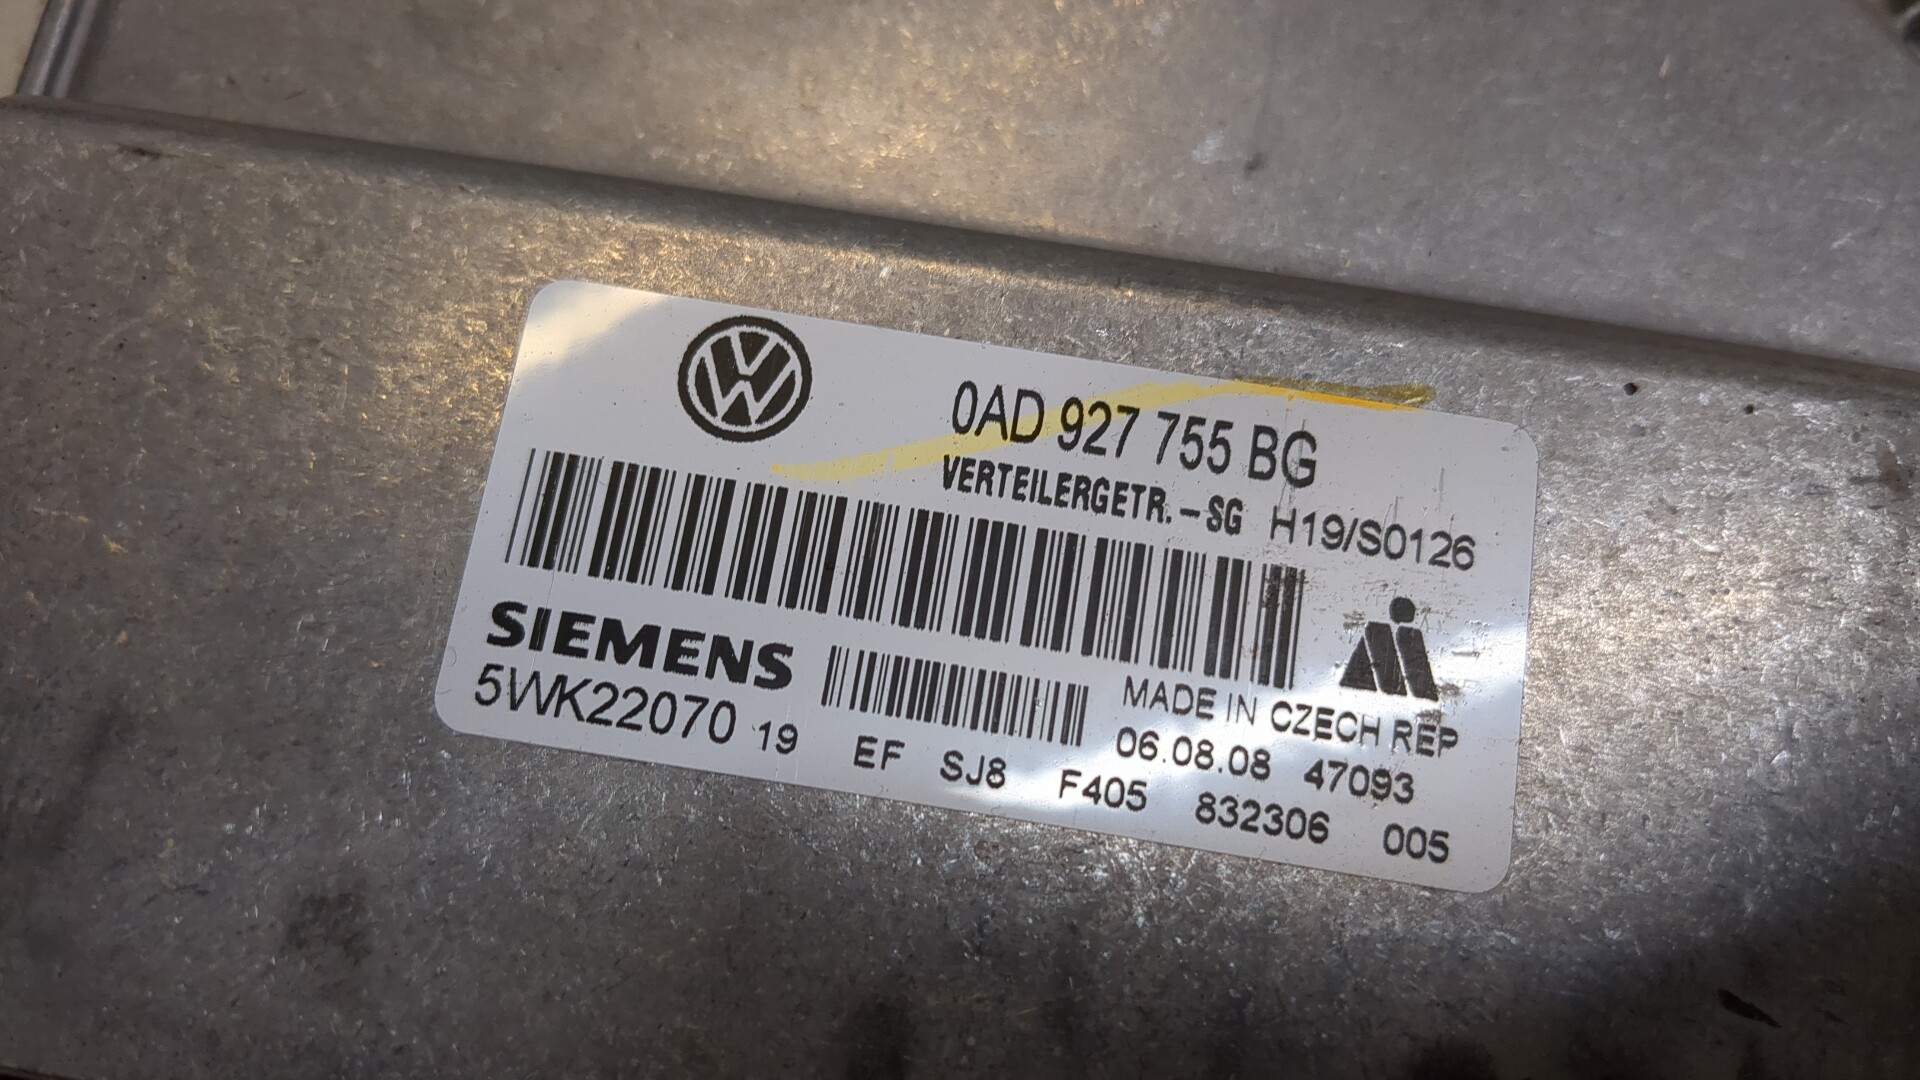 0AD 927 755 BG
VERTEILERGETR.-SG H19/S0126
SIEMENS
5WK22070 19
MADE IN CZECH REP
06.08.08 47093
EF SJ8 F405 832306 005